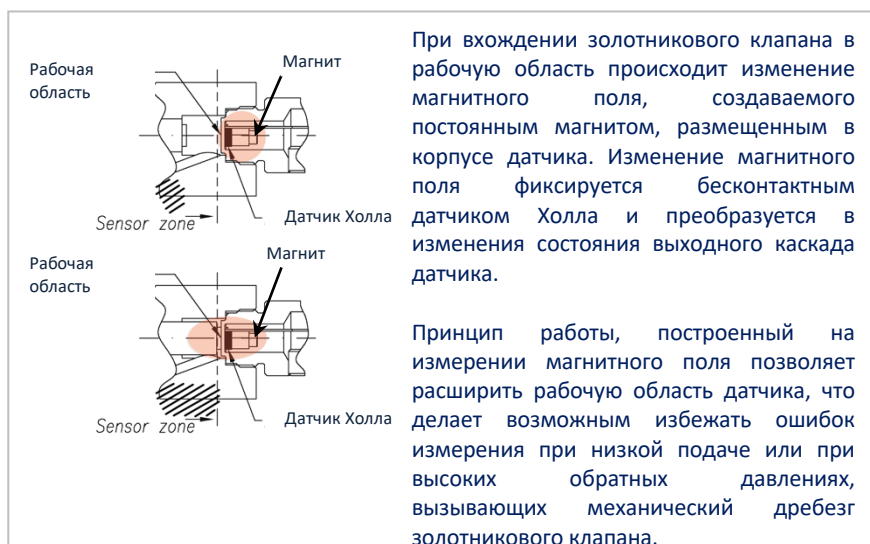 Рабочая
область
Магнит
Sensor zone
Датчик Холла
Рабочая
область
Магнит
Sensor zone
Датчик Холла
При вхождении золотникового клапана в
рабочую область происходит изменение
магнитного поля, создаваемого
постоянным магнитом, размещенным в
корпусе датчика. Изменение магнитного
поля фиксируется бесконтактным
датчиком Холла и преобразуется в
изменения состояния выходного каскада
датчика.
Принцип работы, построенный на
измерении магнитного поля позволяет
расширить рабочую область датчика, что
делает возможным избежать ошибок
измерения при низкой подаче или при
высоких обратных давлениях,
вызывающих механический дребезг
золотникового клапана.